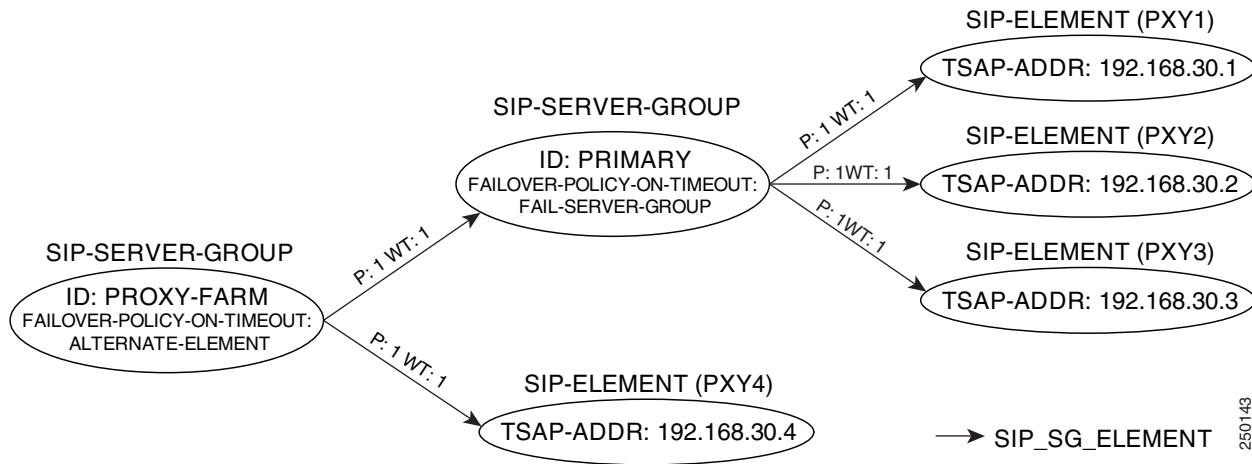 SIP-ELEMENT (PXY1)
TSAP-ADDR: 192.168.30.1
SIP-SERVER-GROUP
P: 1 WT: 1
SIP-ELEMENT (PXY2)
ID: PRIMARY
FAILOVER-POLICY-ON-TIMEOUT:
FAIL-SERVER-GROUP
P: 1WT: 1
TSAP-ADDR: 192.168.30.2
P: 1WT: 1
SIP-ELEMENT (PXY3)
TSAP-ADDR: 192.168.30.3
SIP-SERVER-GROUP
P: 1 WT: 1
ID: PROXY-FARM
FAILOVER-POLICY-ON-TIMEOUT:
ALTERNATE-ELEMENT
P: 1 WT: 1
SIP-ELEMENT (PXY4)
TSAP-ADDR: 192.168.30.4
SIP_SG_ELEMENT
250143